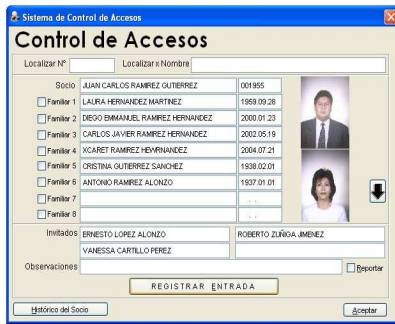 Sistema de Control de Accesos
Control de Accesos
Localizar Nº Localizar x Nombre
Socio JUAN CARLOS RAMIREZ GUTIERREZ 001955
Familiar 1 LAURA HERNANDEZ MARTINEZ 1959.09.28
Familiar 2 DIEGO EMMANUEL RAMIREZ HERNANDEZ 2000.01.23
Familiar 3 CARLOS JAVIER RAMIREZ HERNANDEZ 2002.05.19
Familiar 4 XCARET RAMIREZ HEWRNANDEZ 2004.07.21
Familiar 5 CRISTINA GUTIERREZ SANCHEZ 1938.02.01
Familiar 6 ANTONIO RAMIREZ ALONZO 1937.01.01
Familiar 7 . .
Familiar 8 . .
Invitados ERNESTO LOPEZ ALONZO ROBERTO ZUÑIGA JIMENEZ
VANESSA CARTILLO PEREZ
Observaciones Reportar
REGISTRAR ENTRADA
Histórico del Socio Aceptar